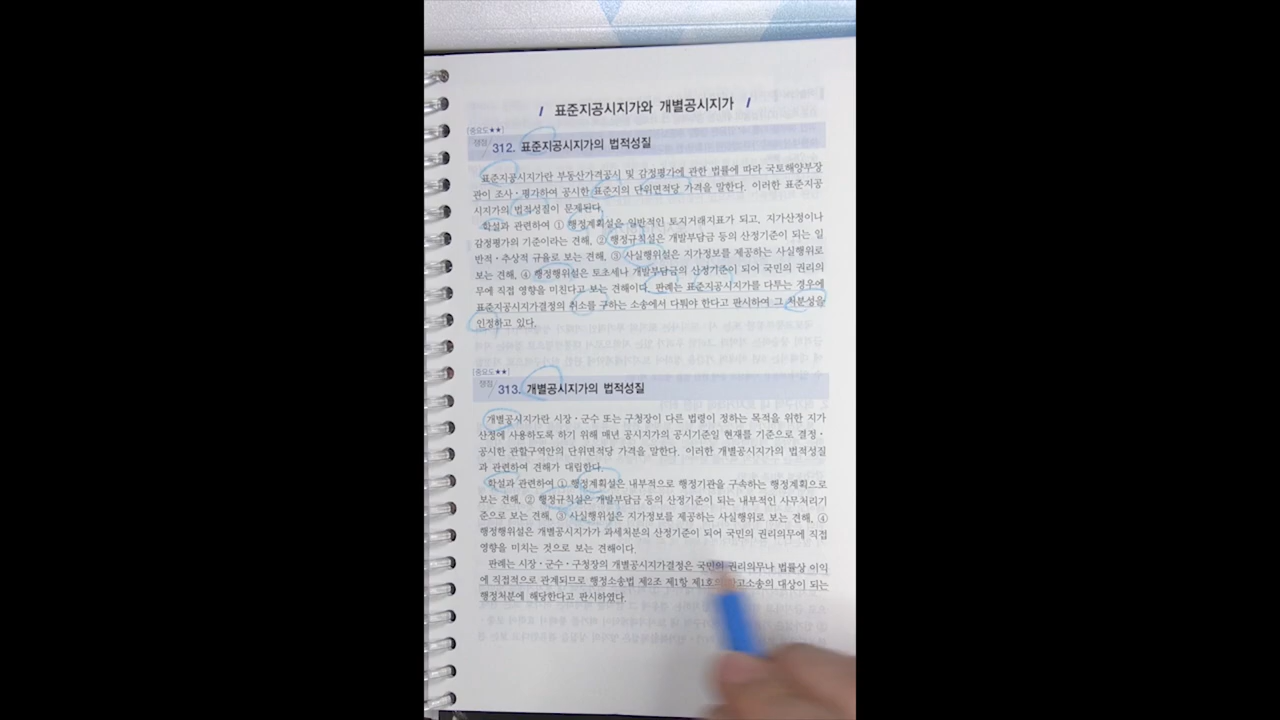 / 표준지공시지가와 개별공시지가 /
[중요도★★]
쟁점 312. 표준지공시지가의 법적성질
표준지공시지가란 부동산가격공시 및 감정평가에 관한 법률에 따라 국토해양부장
관이 조사·평가하여 공시한 표준지의 단위면적당 가격을 말한다. 이러한 표준지공
시지가의 법적성질이 문제된다.
학설과 관련하여 ① 행정계획설은 일반적인 토지거래지표가 되고, 지가산정이나
감정평가의 기준이라는 견해, ② 행정규칙설은 개발부담금 등의 산정기준이 되는 일
반적·추상적 규율로 보는 견해, ③ 사실행위설은 지가정보를 제공하는 사실행위로
보는 견해, ④ 행정행위설은 토초세나 개발부담금의 산정기준이 되어 국민의 권리의
무에 직접 영향을 미친다고 보는 견해이다. 판례는 표준지공시지가를 다투는 경우에
표준지공시지가결정의 취소를 구하는 소송에서 다퉈야 한다고 판시하여 그 처분성을
인정하고 있다.
[중요도★★]
쟁점 313. 개별공시지가의 법적성질
개별공시지가란 시장·군수 또는 구청장이 다른 법령이 정하는 목적을 위한 지가
산정에 사용하도록 하기 위해 매년 공시지가의 공시기준일 현재를 기준으로 결정·
공시한 관할구역안의 단위면적당 가격을 말한다. 이러한 개별공시지가의 법적성질
과 관련하여 견해가 대립한다.
학설과 관련하여 ① 행정계획설은 내부적으로 행정기관을 구속하는 행정계획으로
보는 견해, ② 행정규칙설은 개발부담금 등의 산정기준이 되는 내부적인 사무처리기
준으로 보는 견해, ③ 사실행위설은 지가정보를 제공하는 사실행위로 보는 견해, ④
행정행위설은 개별공시지가가 과세처분의 산정기준이 되어 국민의 권리의무에 직접
영향을 미치는 것으로 보는 견해이다.
판례는 시장·군수·구청장의 개별공시지가결정은 국민의 권리의무나 법률상 이익
에 직접적으로 관계되므로 행정소송법 제2조 제1항 제1호의 항고소송의 대상이 되는
행정처분에 해당한다고 판시하였다.